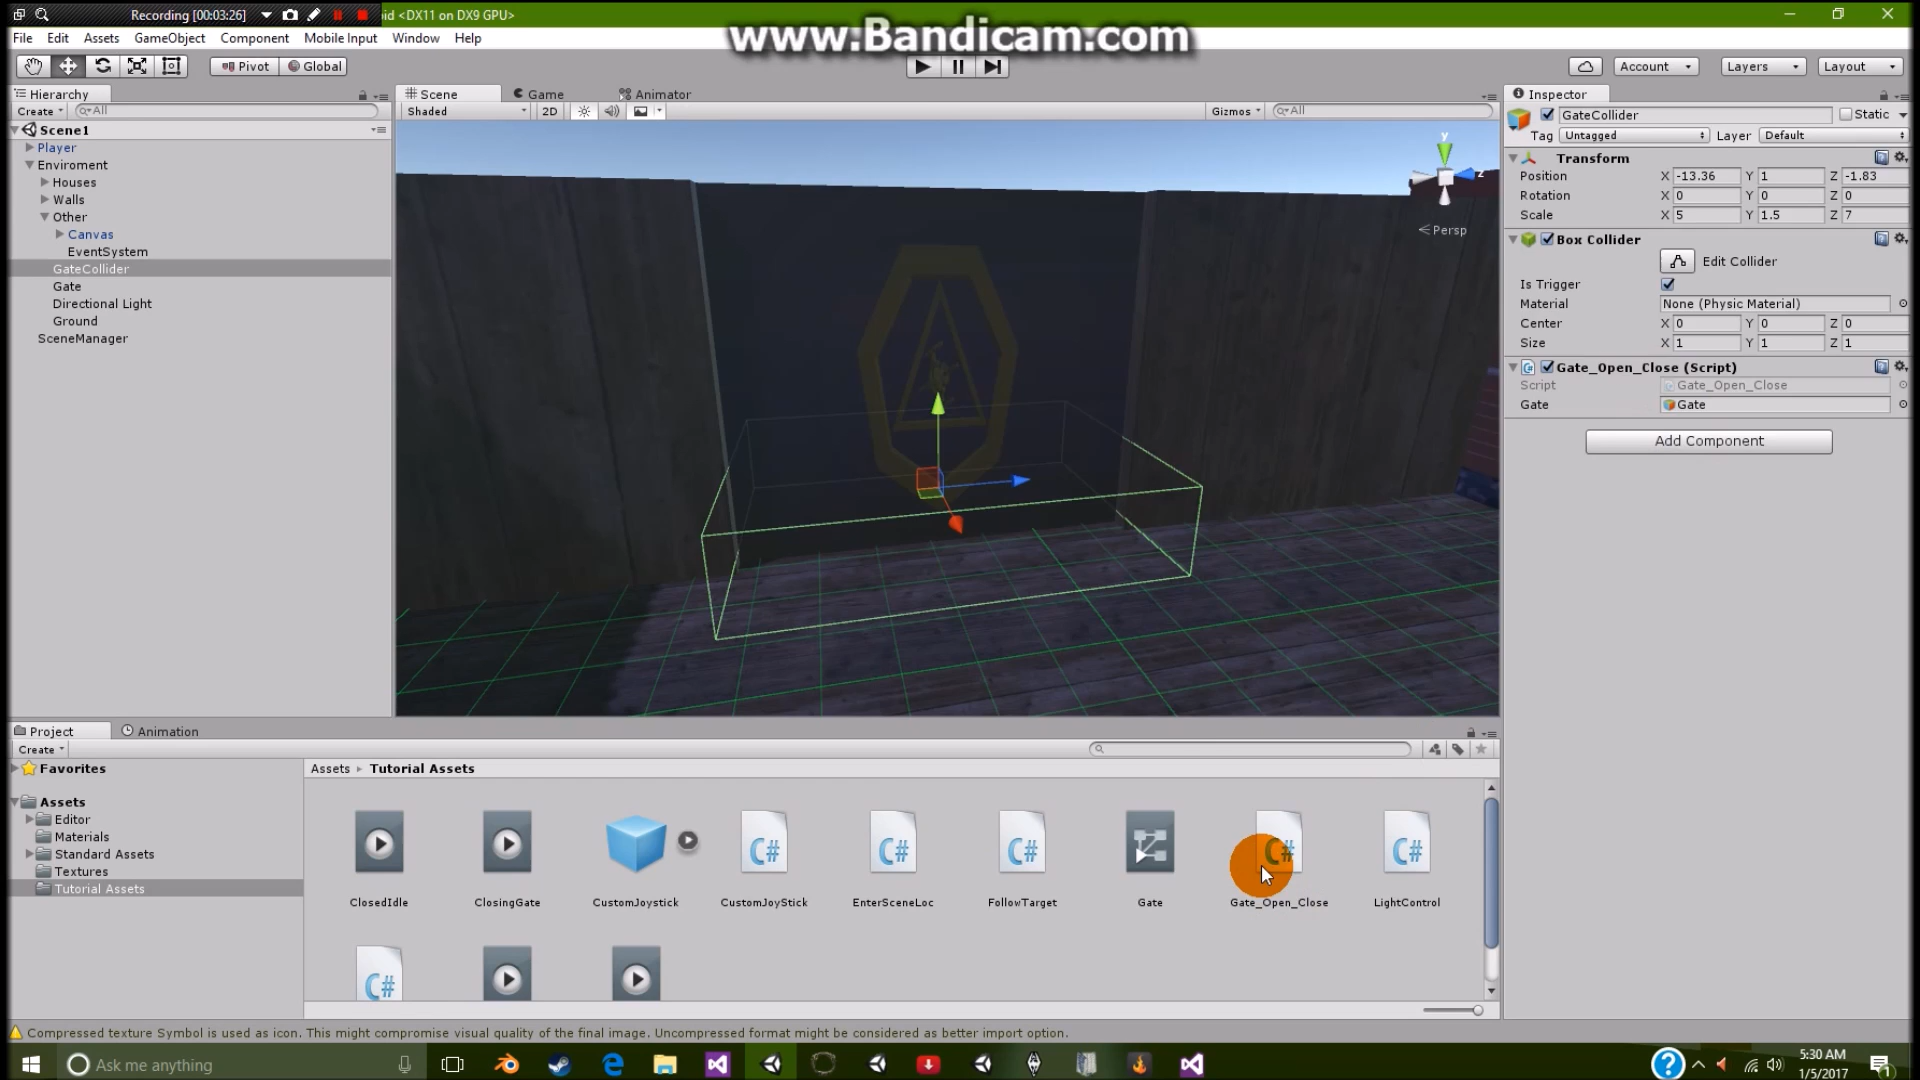 Recording [00:03:26]
oid <DX11 on DX9 GPU>
www.Bandicam.com
File Edit Assets GameObject Component Mobile Input Window Help
Pivot Global
Account Layers Layout
Hierarchy
Create All
Scene1
Player
Enviroment
Houses
Walls
Other
Canvas
EventSystem
GateCollider
Gate
Directional Light
Ground
SceneManager
Scene Game Animator
Shaded 2D Gizmos All
y
z
Persp
Inspector
GateCollider Static
Tag Untagged Layer Default
Transform
Position X -13.36 Y 1 Z -1.83
Rotation X 0 Y 0 Z 0
Scale X 5 Y 1.5 Z 7
Box Collider
Edit Collider
Is Trigger
Material None (Physic Material)
Center X 0 Y 0 Z 0
Size X 1 Y 1 Z 1
Gate_Open_Close (Script)
Script Gate_Open_Close
Gate Gate
Add Component
Project Animation
Create
Favorites
Assets
Editor
Materials
Standard Assets
Textures
Tutorial Assets
Assets Tutorial Assets
C# C# C# C# C#
ClosedIdle ClosingGate CustomJoystick CustomJoyStick EnterSceneLoc FollowTarget Gate Gate_Open_Close LightControl
C#
Compressed texture Symbol is used as icon. This might compromise visual quality of the final image. Uncompressed format might be considered as better import option.
Ask me anything
5:30 AM
1/5/2017
1